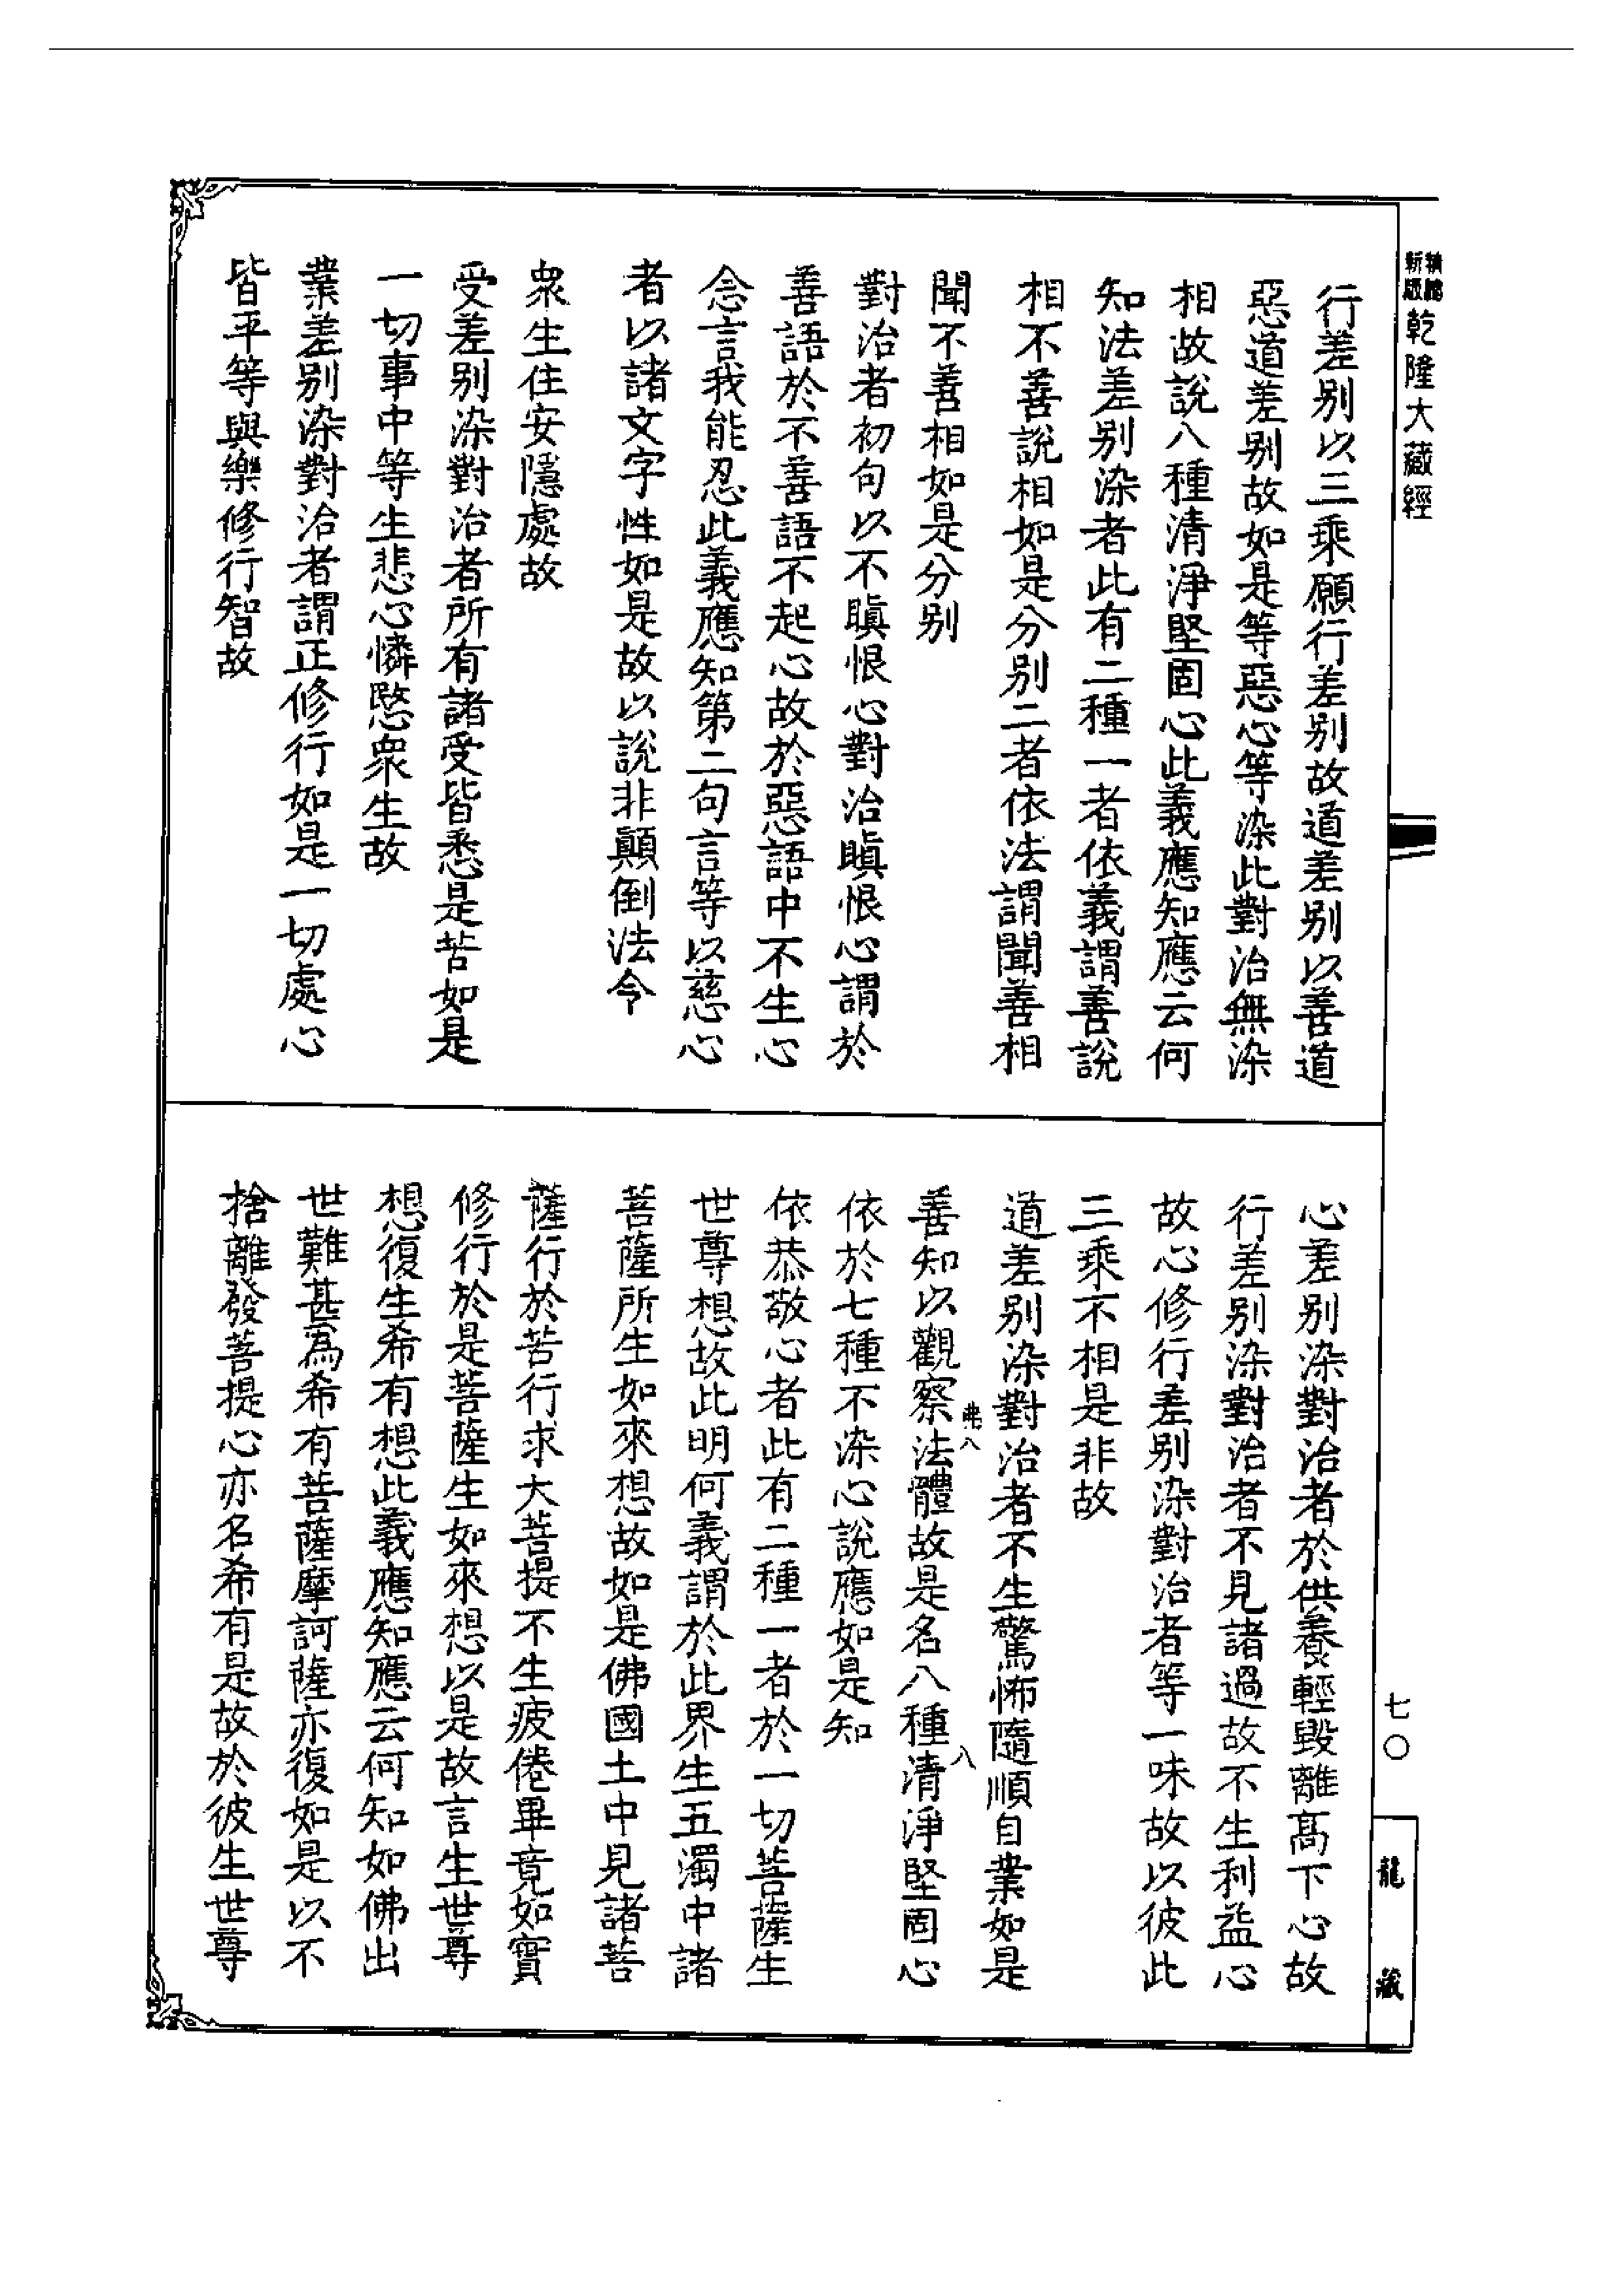 新版
精縮
乾隆大藏經
行差别以三乘願行差别故道差别以善道
惡道差别故如是等惡心等染此對治無染
相故說八種清淨堅固心此義應知應云何
知法差别染者此有二種一者依義謂善說
相不善說相如是分别二者依法謂聞善相
聞不善相如是分别
對治者初句以不瞋恨心對治瞋恨心謂於
善語於不善語不起心故於惡語中不生心
念言我能忍此義應知第二句言等以慈心
者以諸文字性如是故以說非顛倒法令
衆生住安隱處故
受差别染對治者所有諸受皆悉是苦如是
一切事中等生悲心憐愍衆生故
業差别染對治者謂正修行如是一切處心
皆平等與樂修行智故
心差别染對治者於供養輕毀離高下心故
行差别染對治者不見諸過故不生利益心
故心修行差别染對治者等一味故以彼此
三乘不相是非故
道差别染對治者不生驚怖隨順自業如是
善知以觀察法體故是名八種清淨堅固心
依於七種不染心說應如是知
依恭敬心者此有二種一者於一切菩薩生
世尊想故此明何義謂於此界生五濁中諸
菩薩所生如來想故如是佛國土中見諸菩
薩行於苦行求大菩提不生疲倦畢竟如實
修行於是菩薩生如來想以是故言生世尊
想復生希有想此義應知應云何知如佛出
世難甚為希有菩薩摩訶薩亦復如是以不
捨離發菩提心亦名希有是故於彼生世尊
七〇
龍藏